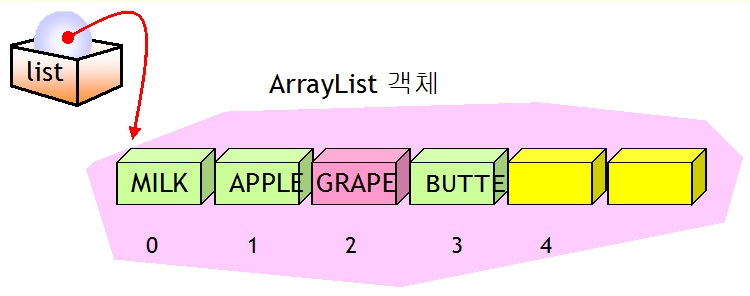 list
ArrayList 객체
MILK APPLE GRAPE BUTTE
0 1 2 3 4